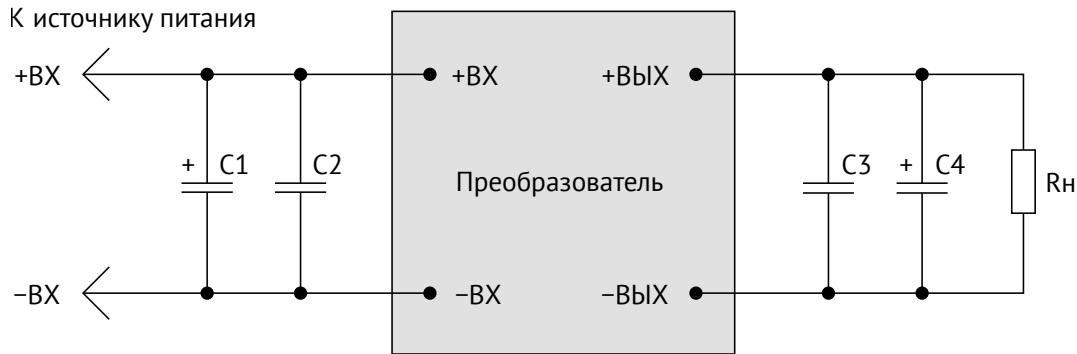 К источнику питания
+ВХ
+ВХ
+ВЫХ
+ C1
C2
Преобразователь
C3
+ C4
Rн
−ВХ
−ВХ
−ВЫХ